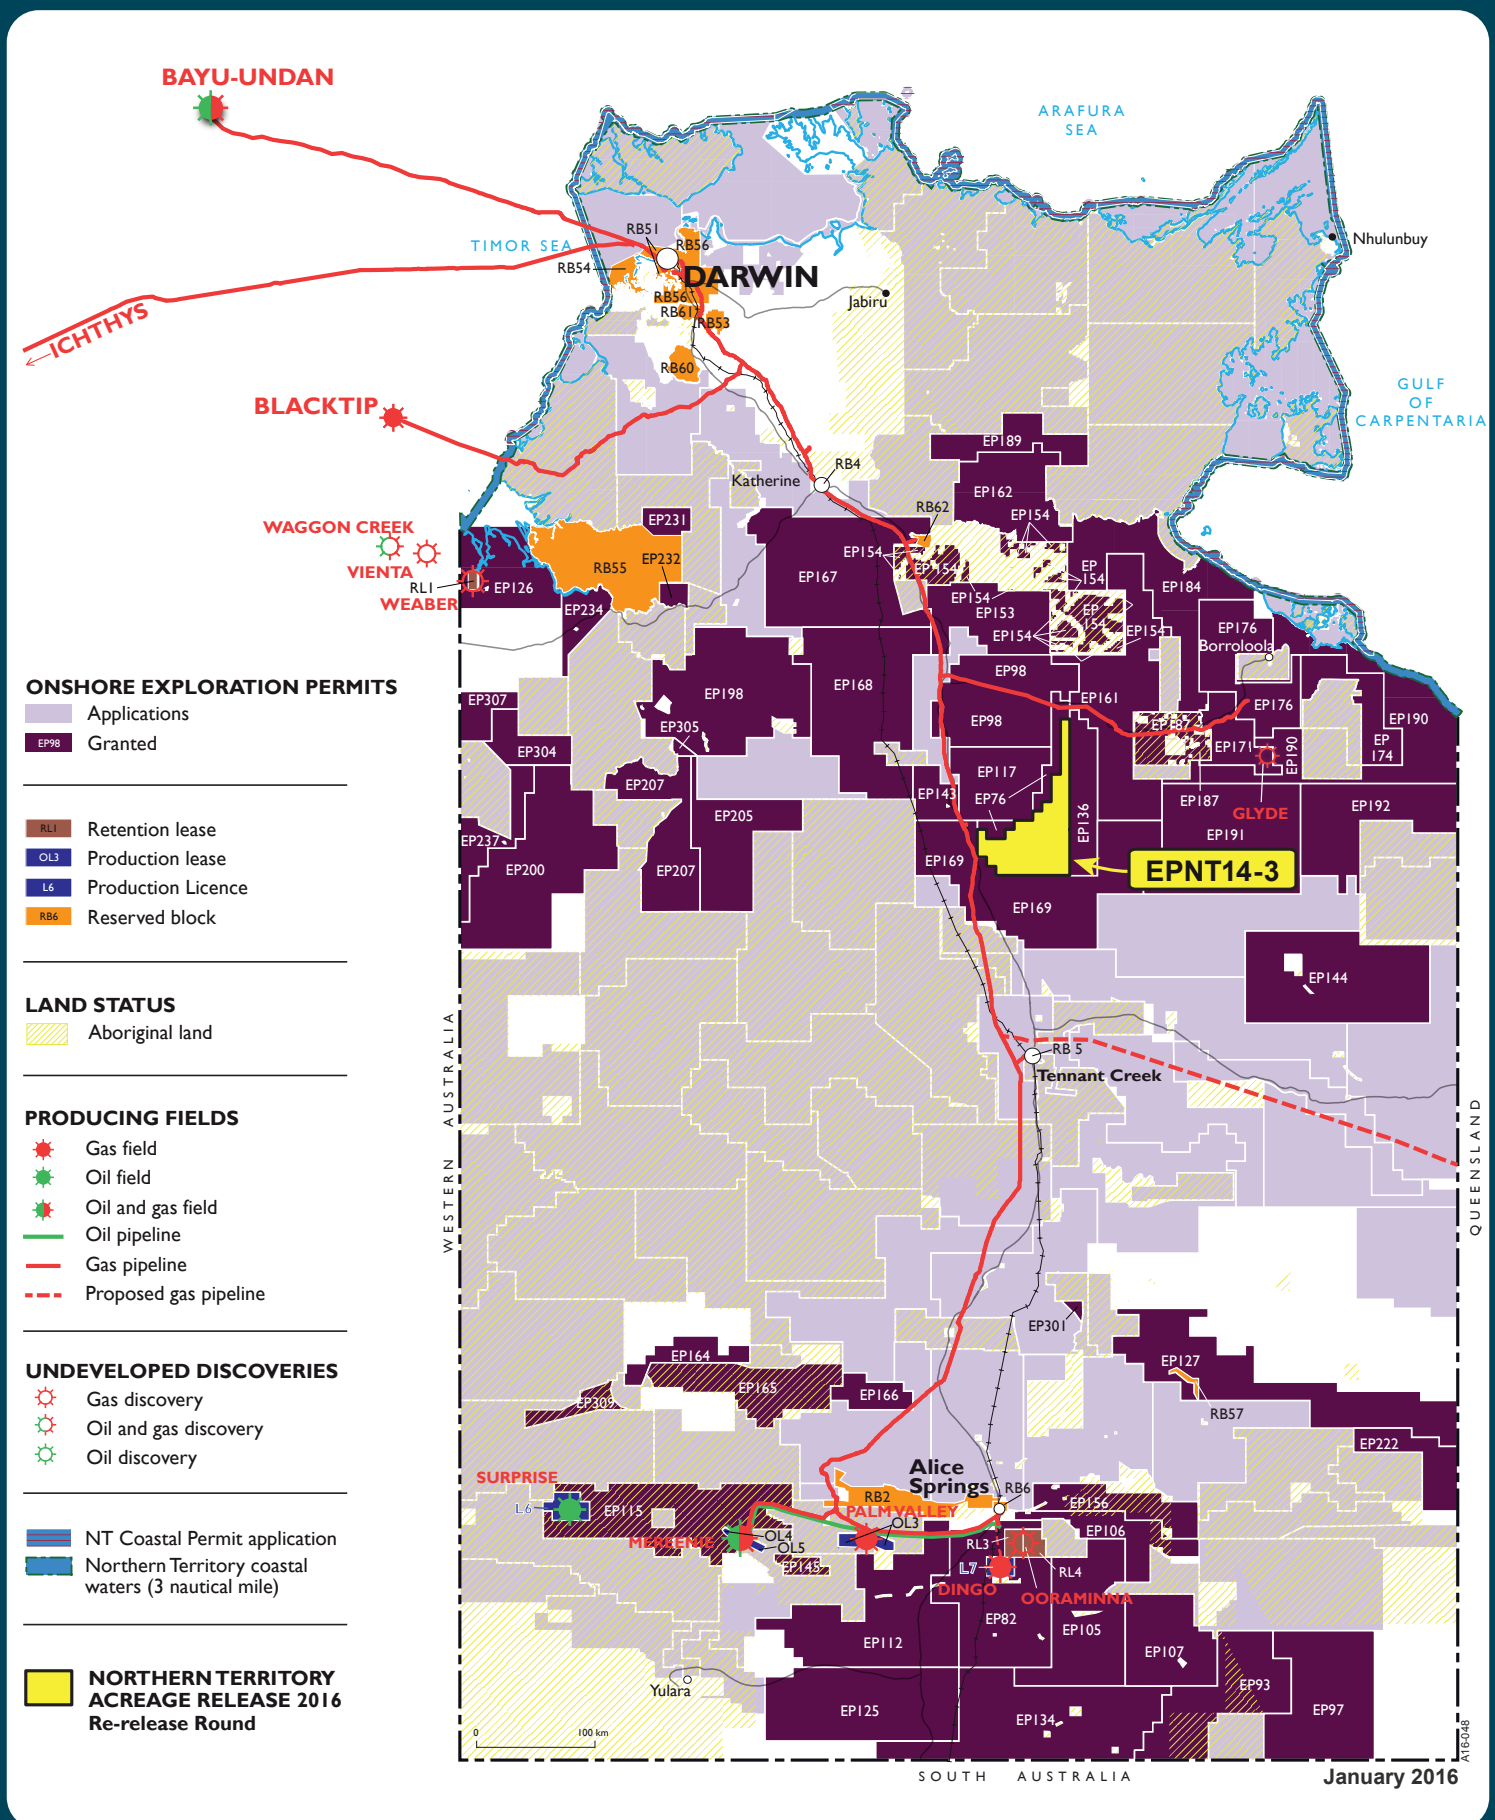 BAYU-UNDAN
ARAFURA
SEA
TIMOR SEA
RB51
RB56
RB54
DARWIN
RB56
RB61
RB53
RB60
Jabiru
Nhulunbuy
ICHTHYS
GULF
OF
CARPENTARIA
BLACKTIP
EP189
RB4
Katherine
EP162
RB62
EP154
EP231
WAGGON CREEK
VIENTA
RL1
WEABER
EP126
RB55
EP232
EP234
EP167
EP154
EP154
EP
154
EP154
EP153
EP154
EP
154
EP154
EP184
EP176
Borroloola
EP98
EP168
EP198
EP161
EP176
EP307
EP305
EP98
EP187
EP171
EP190
EP190
EP
174
EP304
EP207
EP117
EP76
EP143
EP136
EP187
GLYDE
EP205
EP192
EP191
EP237
EP200
EP207
EP169
EPNT14-3
EP169
EP144
ONSHORE EXPLORATION PERMITS
Applications
EP98
Granted
RL1
Retention lease
OL3
Production lease
L6
Production Licence
RB6
Reserved block
LAND STATUS
Aboriginal land
PRODUCING FIELDS
Gas field
Oil field
Oil and gas field
Oil pipeline
Gas pipeline
Proposed gas pipeline
UNDEVELOPED DISCOVERIES
Gas discovery
Oil and gas discovery
Oil discovery
NT Coastal Permit application
Northern Territory coastal
waters (3 nautical mile)
NORTHERN TERRITORY
ACREAGE RELEASE 2016
Re-release Round
WESTERN AUSTRALIA
QUEENSLAND
RB 5
Tennant Creek
EP301
EP164
EP165
EP166
EP309
EP127
RB57
EP222
SURPRISE
L6
EP115
Alice
Springs
RB6
RB2
PALM VALLEY
OL3
EP156
EP106
MEREENIE
OL4
OL5
EP145
RL3
L7
RL4
DINGO
OORAMINNA
EP82
EP105
EP112
EP107
Yulara
EP125
EP134
EP93
EP97
0
100 km
SOUTH AUSTRALIA
A16-048
January 2016